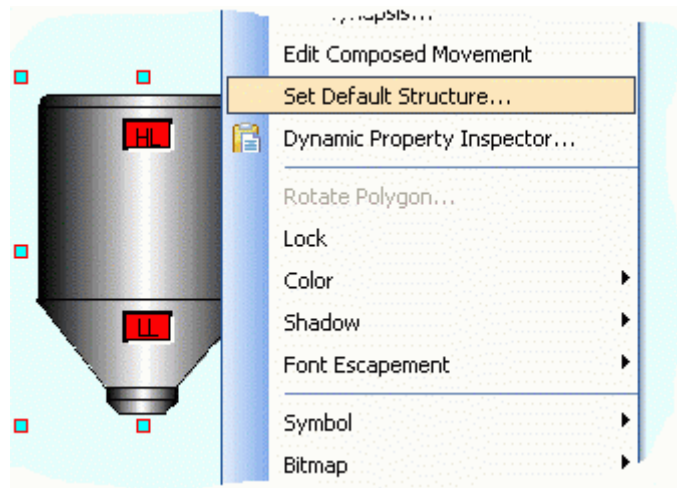 Edit Composed Movement
Set Default Structure...
HL
Dynamic Property Inspector...
Rotate Polygon...
Lock
Color
Shadow
LL
Font Escapement
Symbol
Bitmap